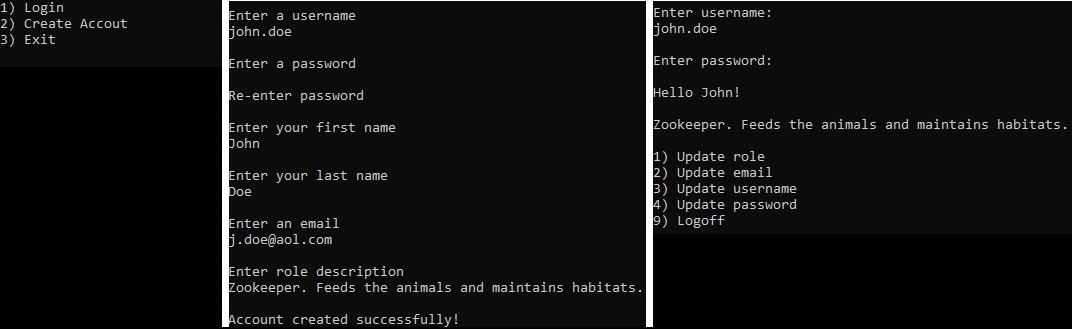 1) Login
2) Create Accout
3) Exit
Enter a username
john.doe
Enter a password
Re-enter password
Enter your first name
John
Enter your last name
Doe
Enter an email
j.doe@aol.com
Enter role description
Zookeeper. Feeds the animals and maintains habitats.
Account created successfully!
Enter username:
john.doe
Enter password:
Hello John!
Zookeeper. Feeds the animals and maintains habitats.
1) Update role
2) Update email
3) Update username
4) Update password
9) Logoff